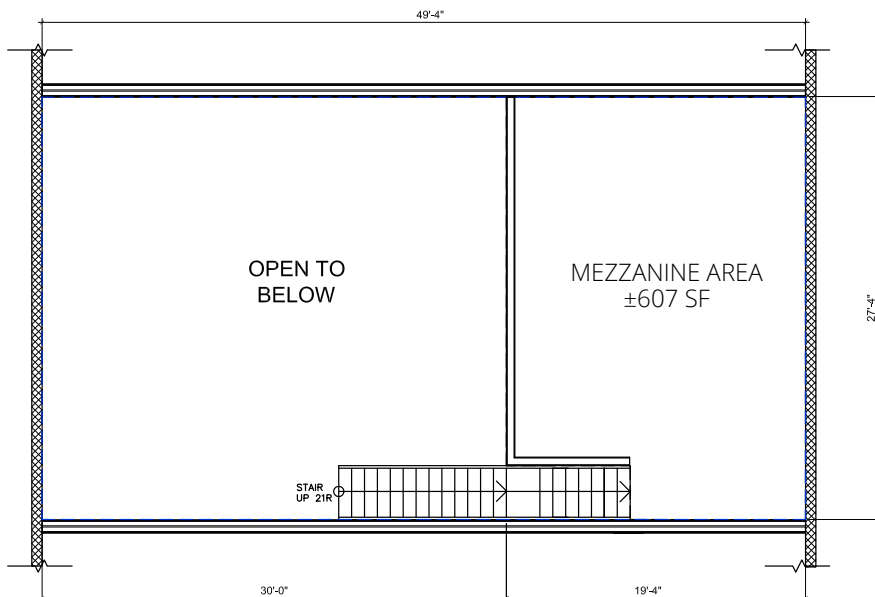 49'-4"
OPEN TO
BELOW
MEZZANINE AREA
±607 SF
27'-4"
STAIR
UP 21R
30'-0"
19'-4"